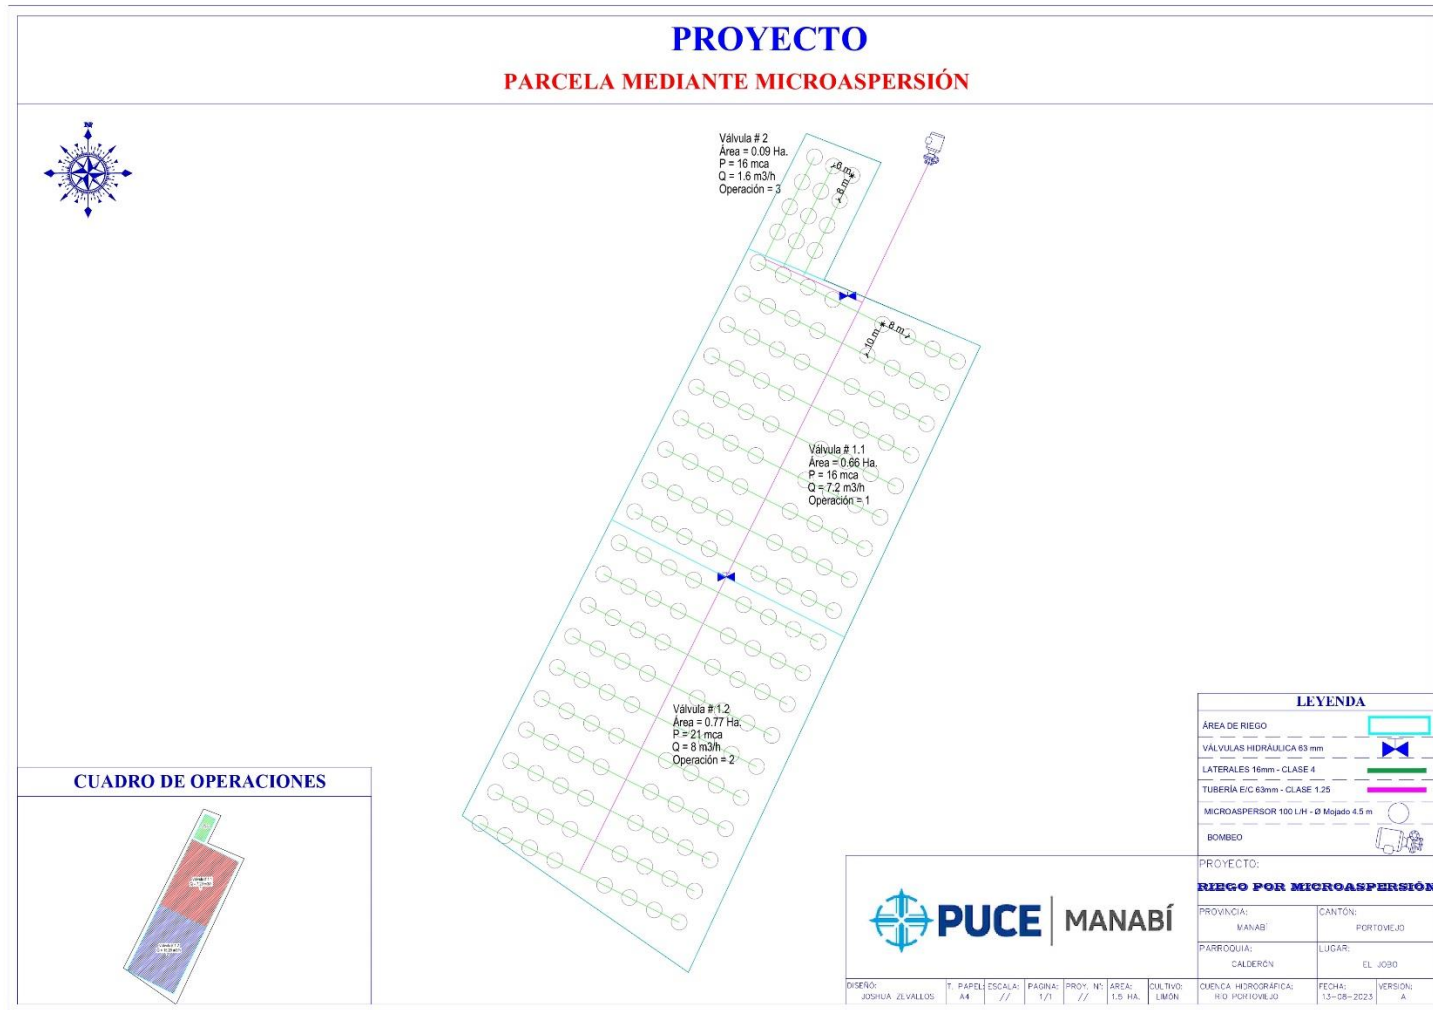 PROYECTO
PARCELA MEDIANTE MICROASPERSIÓN
N
Válvula # 2
Área = 0.09 Ha.
P = 16 mca
Q = 1.6 m3/h
Operación = 3
8 m
10 m
8 m
Válvula # 1.1
Área = 0.66 Ha.
P = 16 mca
Q = 7.2 m3/h
Operación = 1
Válvula # 1.2
Área = 0.77 Ha.
P = 21 mca
Q = 8 m3/h
Operación = 2
CUADRO DE OPERACIONES
LEYENDA
ÁREA DE RIEGO
VÁLVULAS HIDRÁULICA 63 mm
LATERALES 16mm - CLASE 4
TUBERÍA E/C 63mm - CLASE 1.25
MICROASPERSOR 100 L/H - Ø Mojado 4.5 m
BOMBEO
PROYECTO:
RIEGO POR MICROASPERSIÓN
PROVINCIA:
MANABÍ
CANTÓN:
PORTOVIEJO
PARROQUIA:
CALDERÓN
LUGAR:
EL JOBO
PUCE MANABÍ
DISEÑO:
JOSHUA ZEVALLOS
T. PAPEL:
A4
ESCALA:
//
PAGINA:
1/1
PROY. Nº:
//
AREA:
1.5 HA.
CULTIVO:
LIMÓN
CUENCA HIDROGRÁFICA:
RIO PORTOVIEJO
FECHA:
13-08-2023
VERSION:
A